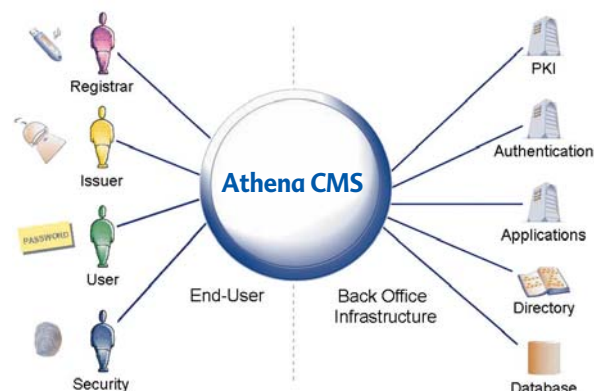 Registrar
Issuer
PASSWORD
User
Security
Athena CMS
End-User
Back Office
Infrastructure
PKI
Authentication
Applications
Directory
Database